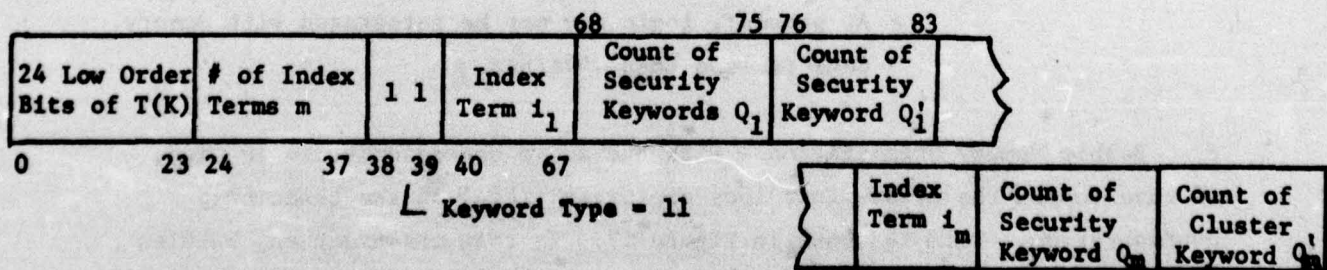 68 75 76 83
24 Low Order
Bits of T(K)
# of Index
Terms m
1 1
Index
Term i1
Count of
Security
Keywords Q1
Count of
Security
Keyword Q'i
0 23 24 37 38 39 40 67
Keyword Type = 11
Index
Term im
Count of
Security
Keyword Qm
Count of
Cluster
Keyword Q'm